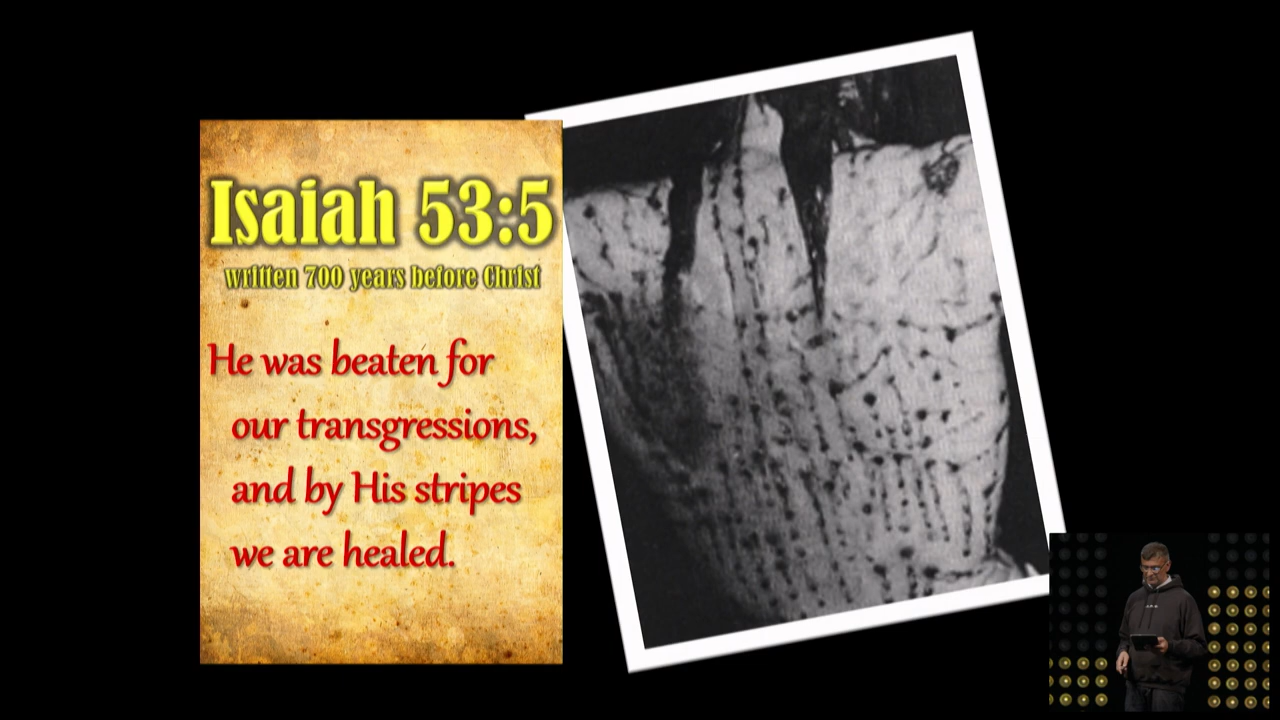 Isaiah 53:5
written 700 years before Christ
He was beaten for
our transgressions,
and by His stripes
we are healed.